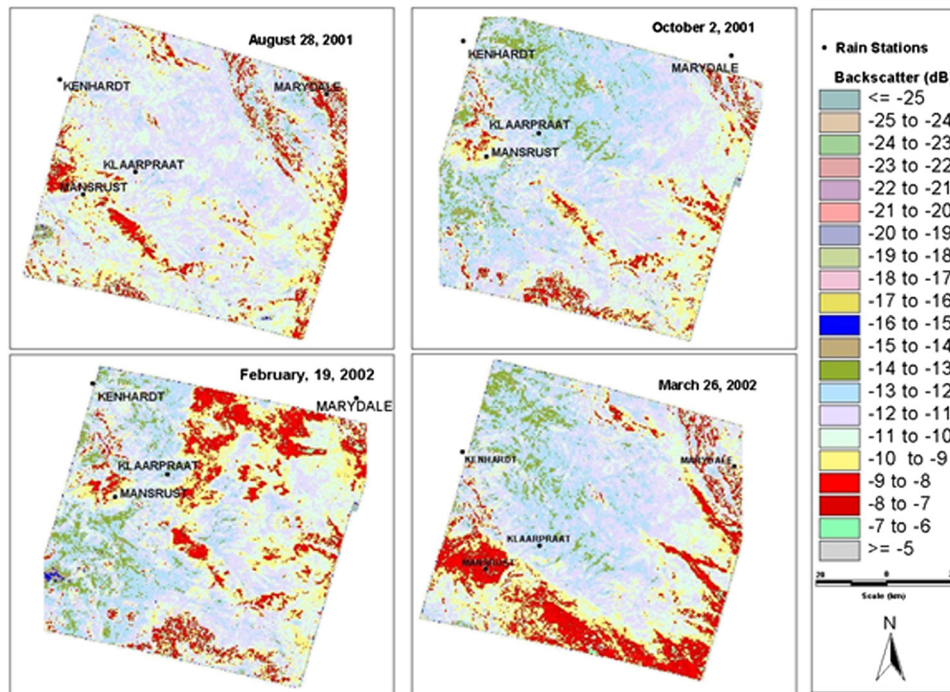 August 28, 2001
KENHARDT
MARYDALE
KLAARPRAAT
MANSRUST
October 2, 2001
KENHARDT
MARYDALE
KLAARPRAAT
MANSRUST
February, 19, 2002
KENHARDT
MARYDALE
KLAARPRAAT
MANSRUST
March 26, 2002
KENHARDT
MARYDALE
KLAARPRAAT
MANSRUST
Rain Stations
Backscatter (dB
<= -25
-25 to -24
-24 to -23
-23 to -22
-22 to -21
-21 to -20
-20 to -19
-19 to -18
-18 to -17
-17 to -16
-16 to -15
-15 to -14
-14 to -13
-13 to -12
-12 to -11
-11 to -10
-10 to -9
-9 to -8
-8 to -7
-7 to -6
>= -5
20 0 2
Scale (km)
N